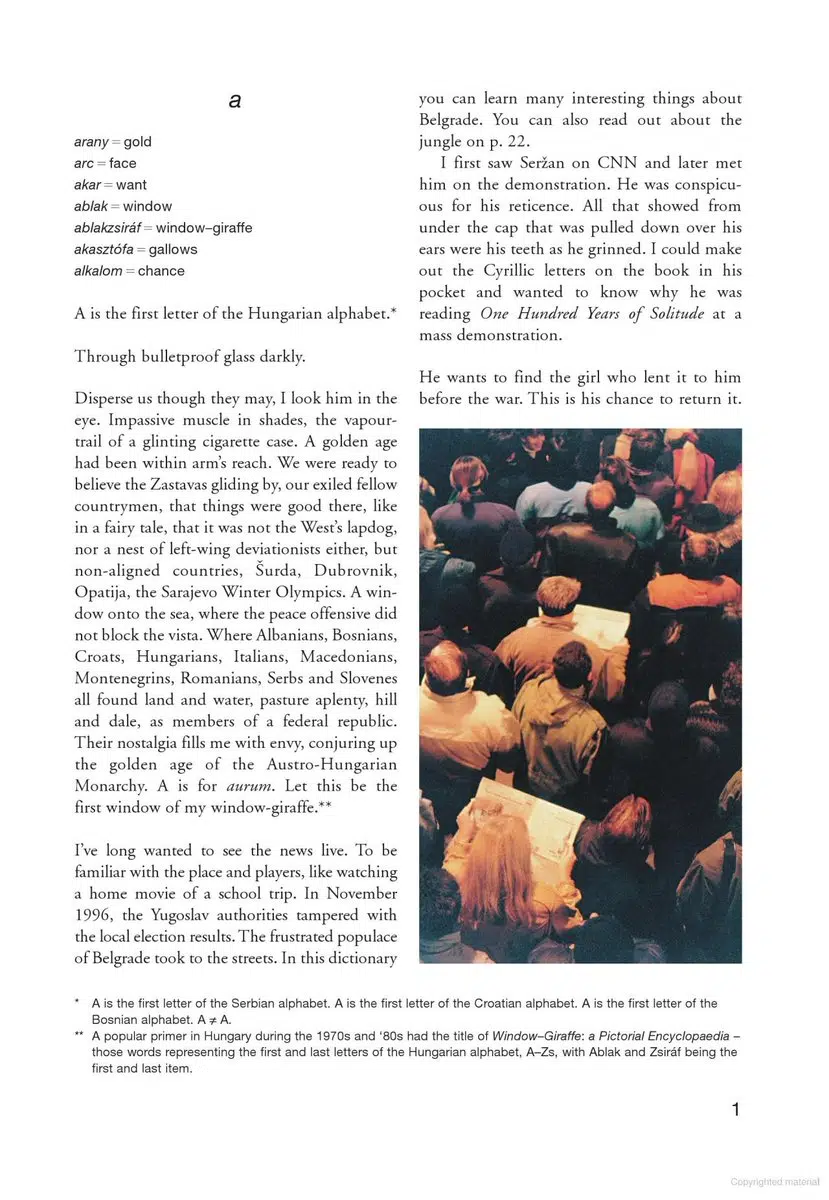 a
arany = gold
arc = face
akar = want
ablak = window
ablakzsiráf = window–giraffe
akasztófa = gallows
alkalom = chance
A is the first letter of the Hungarian alphabet.*
Through bulletproof glass darkly.
Disperse us though they may, I look him in the
eye. Impassive muscle in shades, the vapour-
trail of a glinting cigarette case. A golden age
had been within arm's reach. We were ready to
believe the Zastavas gliding by, our exiled fellow
countrymen, that things were good there, like
in a fairy tale, that it was not the West's lapdog,
nor a nest of left-wing deviationists either, but
non-aligned countries, Šurda, Dubrovnik,
Opatija, the Sarajevo Winter Olympics. A win-
dow onto the sea, where the peace offensive did
not block the vista. Where Albanians, Bosnians,
Croats, Hungarians, Italians, Macedonians,
Montenegrins, Romanians, Serbs and Slovenes
all found land and water, pasture aplenty, hill
and dale, as members of a federal republic.
Their nostalgia fills me with envy, conjuring up
the golden age of the Austro-Hungarian
Monarchy. A is for aurum. Let this be the
first window of my window-giraffe.**
I've long wanted to see the news live. To be
familiar with the place and players, like watching
a home movie of a school trip. In November
1996, the Yugoslav authorities tampered with
the local election results. The frustrated populace
of Belgrade took to the streets. In this dictionary
you can learn many interesting things about
Belgrade. You can also read out about the
jungle on p. 22.
I first saw Seržan on CNN and later met
him on the demonstration. He was conspicu-
ous for his reticence. All that showed from
under the cap that was pulled down over his
ears were his teeth as he grinned. I could make
out the Cyrillic letters on the book in his
pocket and wanted to know why he was
reading One Hundred Years of Solitude at a
mass demonstration.
He wants to find the girl who lent it to him
before the war. This is his chance to return it.
* A is the first letter of the Serbian alphabet. A is the first letter of the Croatian alphabet. A is the first letter of the
Bosnian alphabet. A ≠ A.
** A popular primer in Hungary during the 1970s and '80s had the title of Window–Giraffe: a Pictorial Encyclopaedia –
those words representing the first and last letters of the Hungarian alphabet, A–Zs, with Ablak and Zsiráf being the
first and last item.
1
Copyrighted material